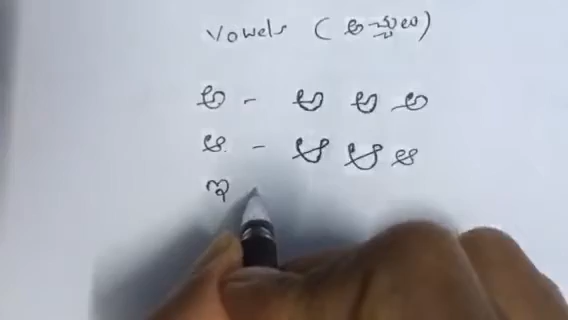 Vowels (అచ్చులు)
అ - అ అ అ
ఆ - ఆ ఆ ఆ
ఇ